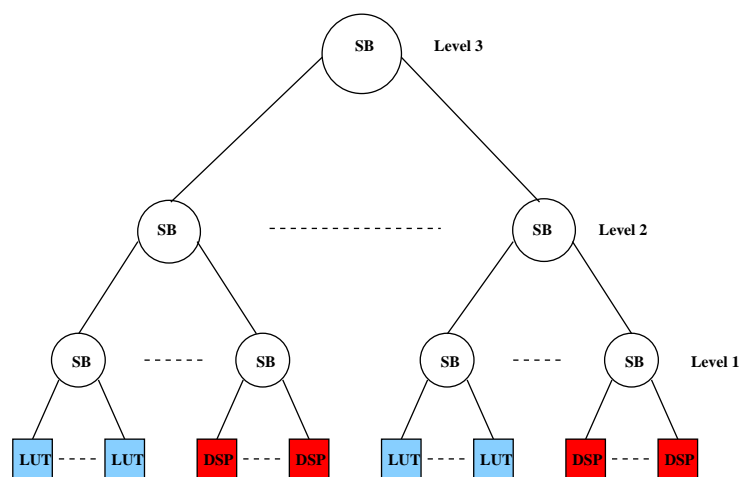 SB Level 3
SB SB Level 2
SB SB SB SB Level 1
LUT LUT DSP DSP LUT LUT DSP DSP